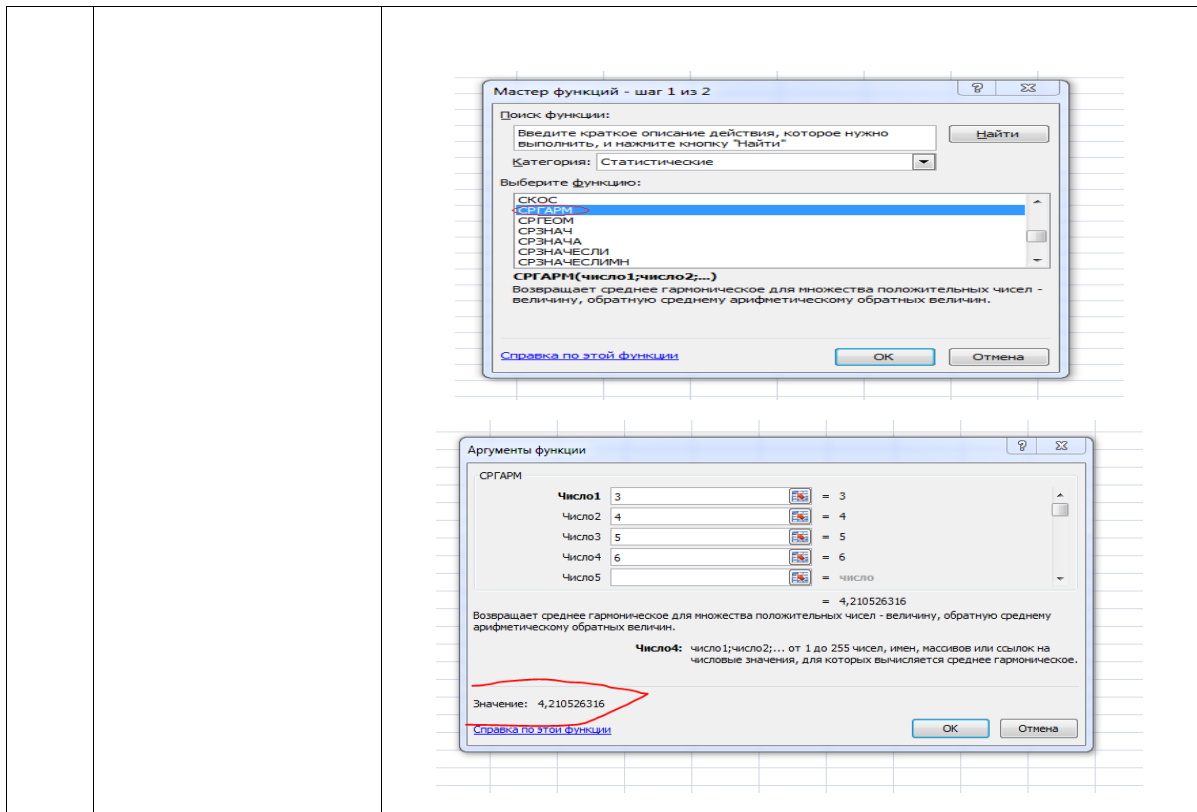 Мастер функций - шаг 1 из 2
Поиск функции:
Введите краткое описание действия, которое нужно
выполнить, и нажмите кнопку "Найти"
Найти
Категория: Статистические
Выберите функцию:
СКОС
СРГАРМ
СРГЕОМ
СРЗНАЧ
СРЗНАЧА
СРЗНАЧЕСЛИ
СРЗНАЧЕСЛИМН
СРГАРМ(число1;число2;...)
Возвращает среднее гармоническое для множества положительных чисел -
величину, обратную среднему арифметическому обратных величин.
Справка по этой функции
ОК
Отмена
Аргументы функции
СРГАРМ
Число1 3 = 3
Число2 4 = 4
Число3 5 = 5
Число4 6 = 6
Число5 = число
= 4,210526316
Возвращает среднее гармоническое для множества положительных чисел - величину, обратную среднему
арифметическому обратных величин.
Число4: число1;число2;... от 1 до 255 чисел, имен, массивов или ссылок на
числовые значения, для которых вычисляется среднее гармоническое.
Значение: 4,210526316
Справка по этой функции
ОК
Отмена